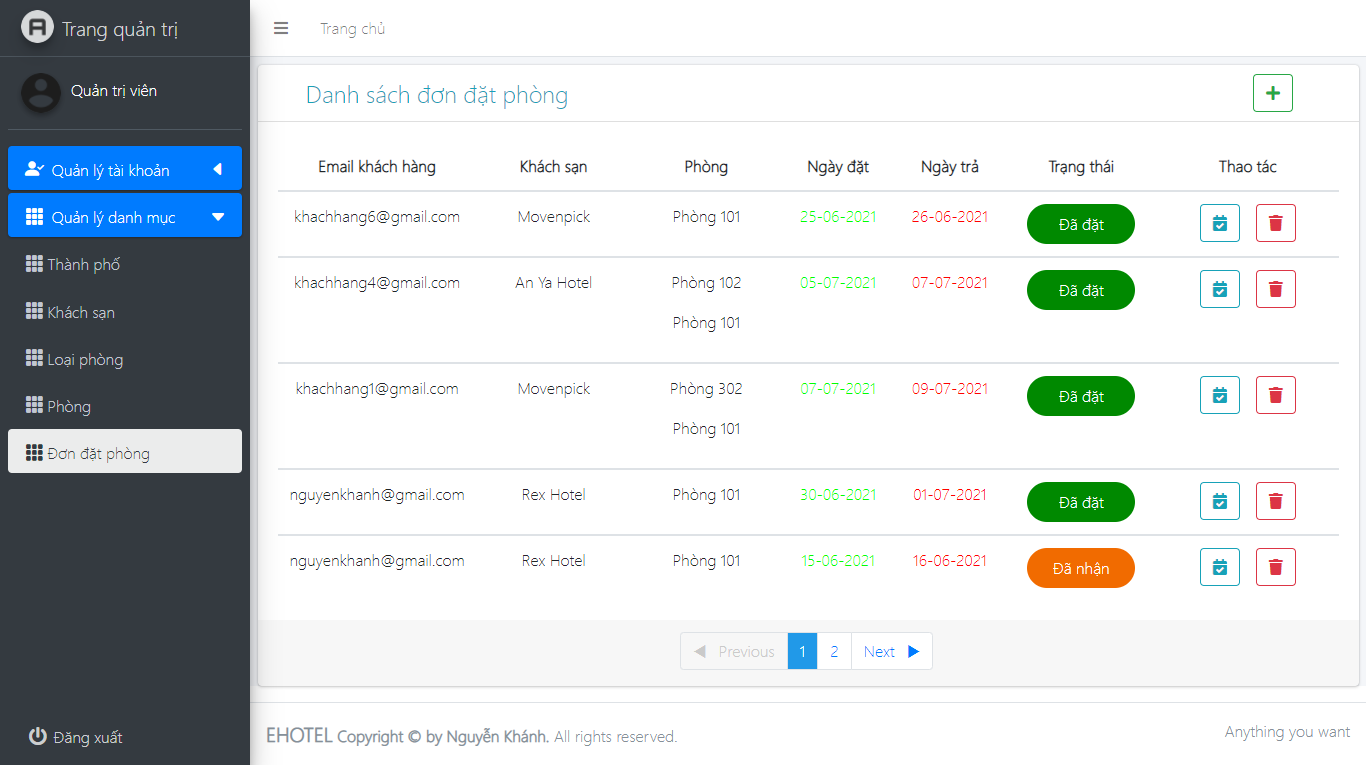 Trang quản trị
Trang chủ
Quản trị viên
Quản lý tài khoản
Quản lý danh mục
Thành phố
Khách sạn
Loại phòng
Phòng
Đơn đặt phòng
Đăng xuất
Danh sách đơn đặt phòng
Email khách hàng Khách sạn Phòng Ngày đặt Ngày trả Trạng thái Thao tác
khachhang6@gmail.com Movenpick Phòng 101 25-06-2021 26-06-2021 Đã đặt
khachhang4@gmail.com An Ya Hotel Phòng 102 05-07-2021 07-07-2021 Đã đặt
Phòng 101
khachhang1@gmail.com Movenpick Phòng 302 07-07-2021 09-07-2021 Đã đặt
Phòng 101
nguyenkhanh@gmail.com Rex Hotel Phòng 101 30-06-2021 01-07-2021 Đã đặt
nguyenkhanh@gmail.com Rex Hotel Phòng 101 15-06-2021 16-06-2021 Đã nhận
Previous 1 2 Next
EHOTEL Copyright © by Nguyễn Khánh. All rights reserved.
Anything you want